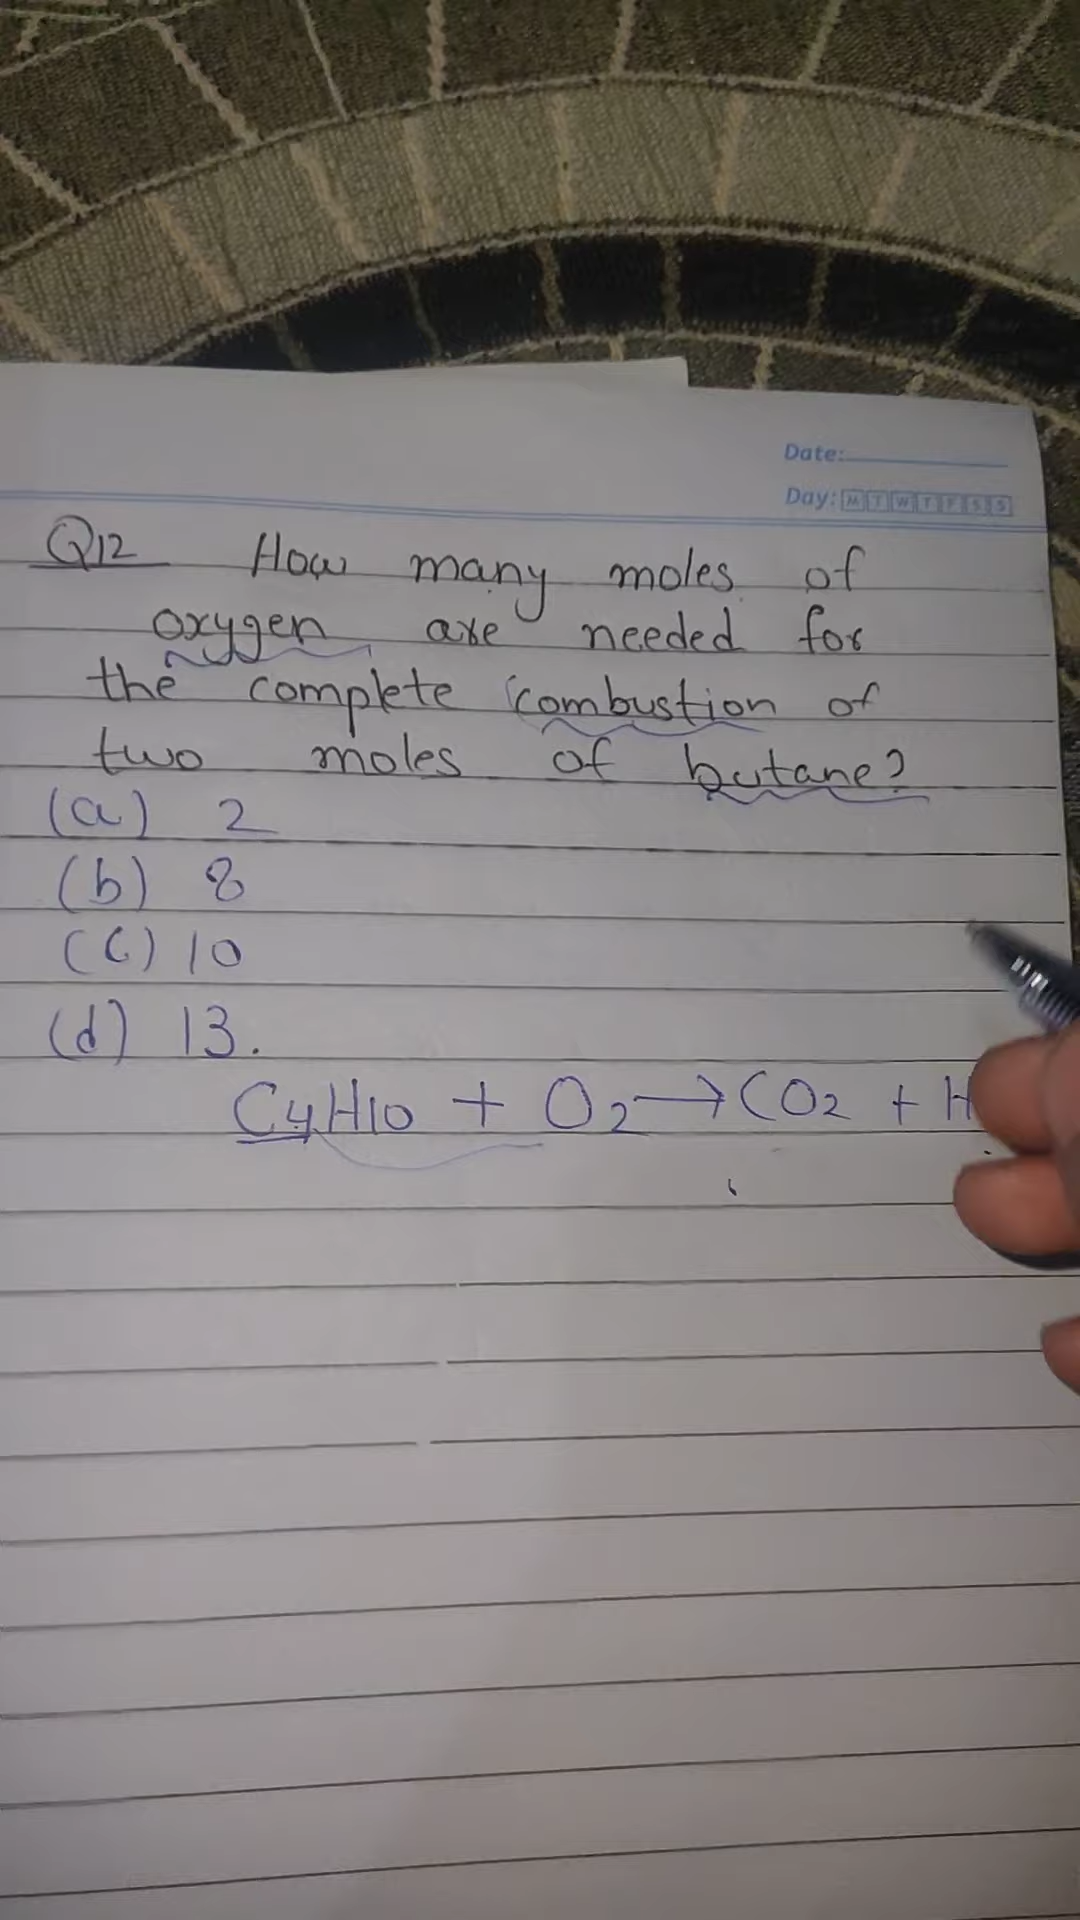 Date:
Day: M T W T F S S
Q12 How many moles of
oxygen are needed for
the complete combustion of
two moles of butane?
(a) 2
(b) 8
(C) 10
(d) 13.
C4H10 + O2 → CO2 + H